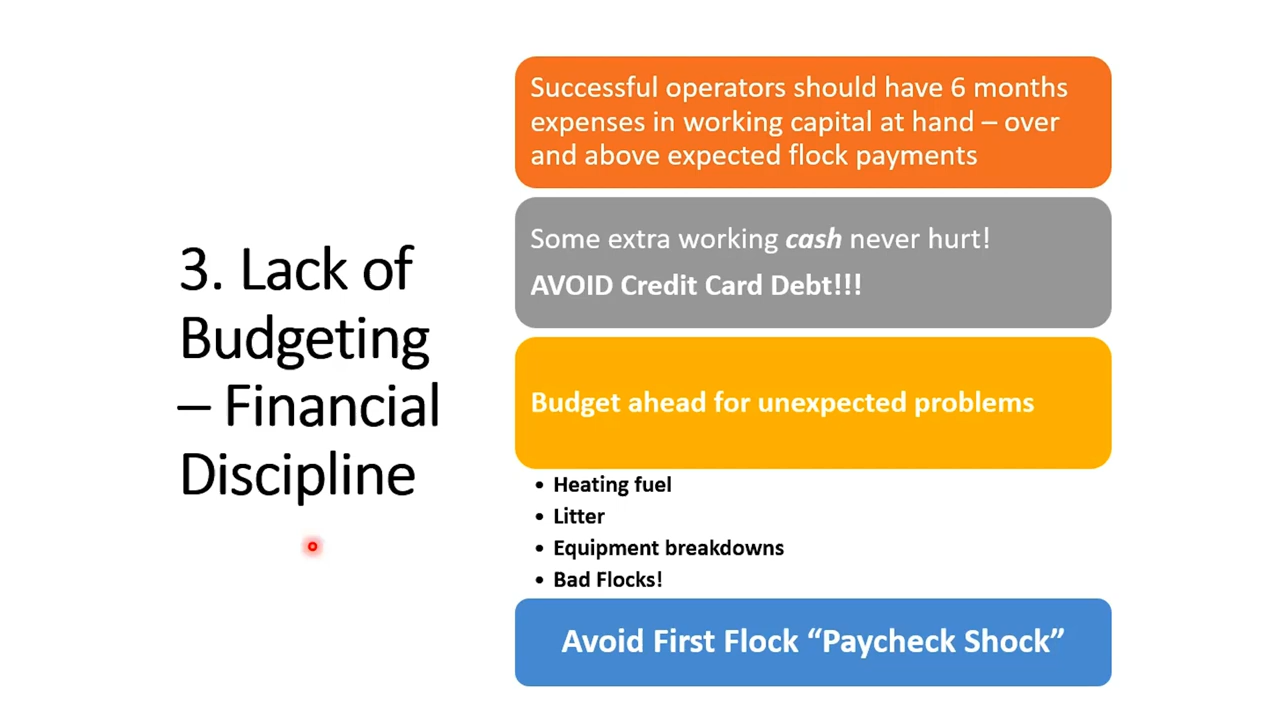 3. Lack of
Budgeting
– Financial
Discipline
Successful operators should have 6 months
expenses in working capital at hand – over
and above expected flock payments
Some extra working cash never hurt!
AVOID Credit Card Debt!!!
Budget ahead for unexpected problems
• Heating fuel
• Litter
• Equipment breakdowns
• Bad Flocks!
Avoid First Flock “Paycheck Shock”